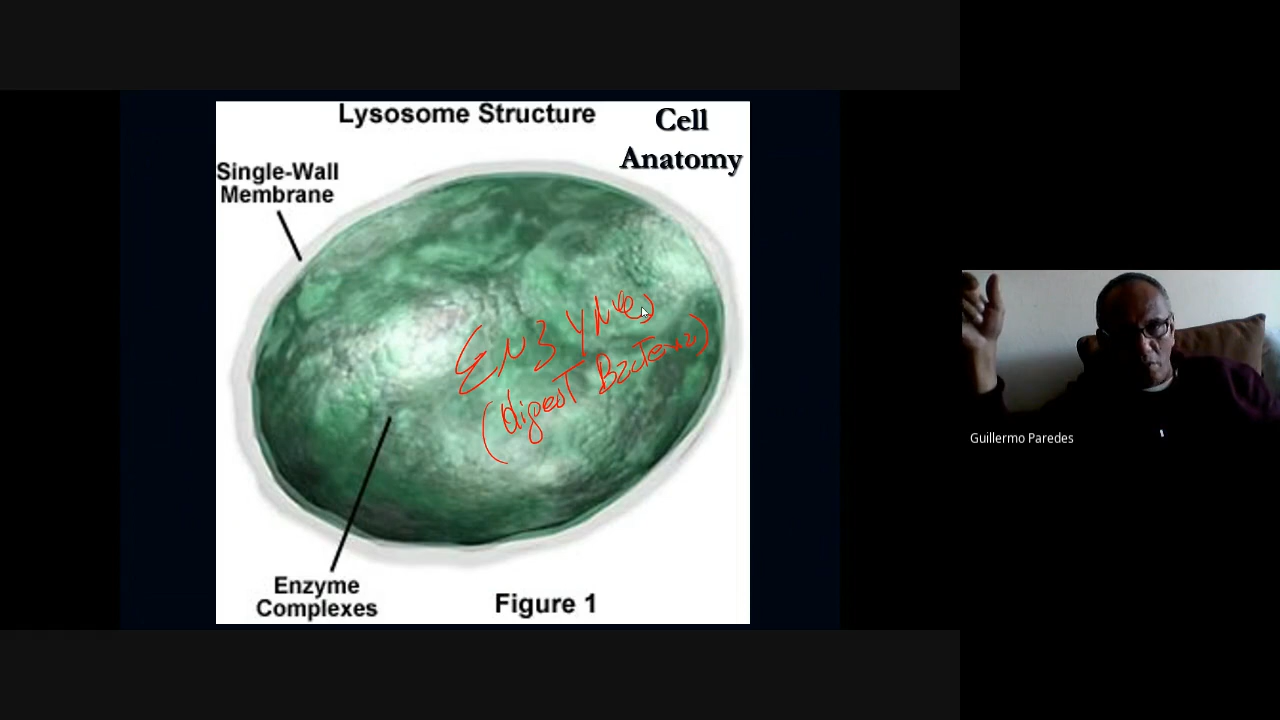 Lysosome Structure
Cell
Anatomy
Single-Wall
Membrane
Enzymes
(digest Bacteria)
Enzyme
Complexes
Figure 1
Guillermo Paredes